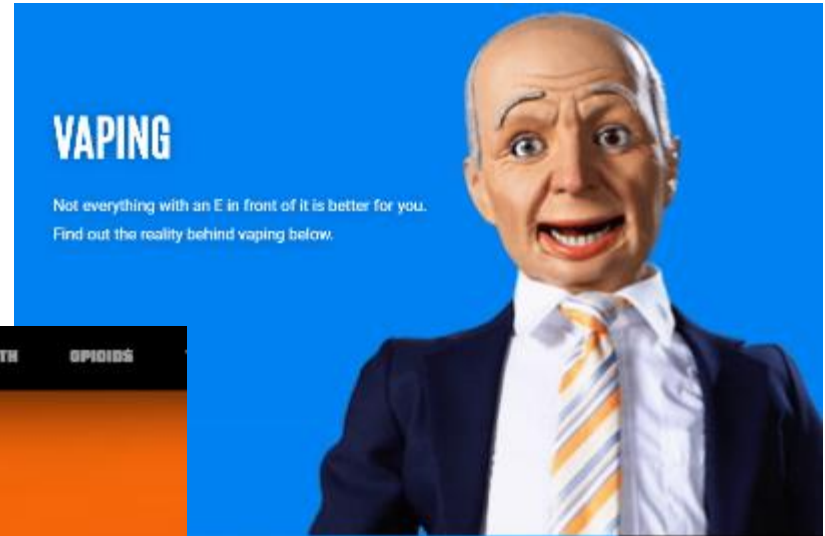 VAPING
Not everything with an E in front of it is better for you.
Find out the reality behind vaping below.
TH OPIOIDS